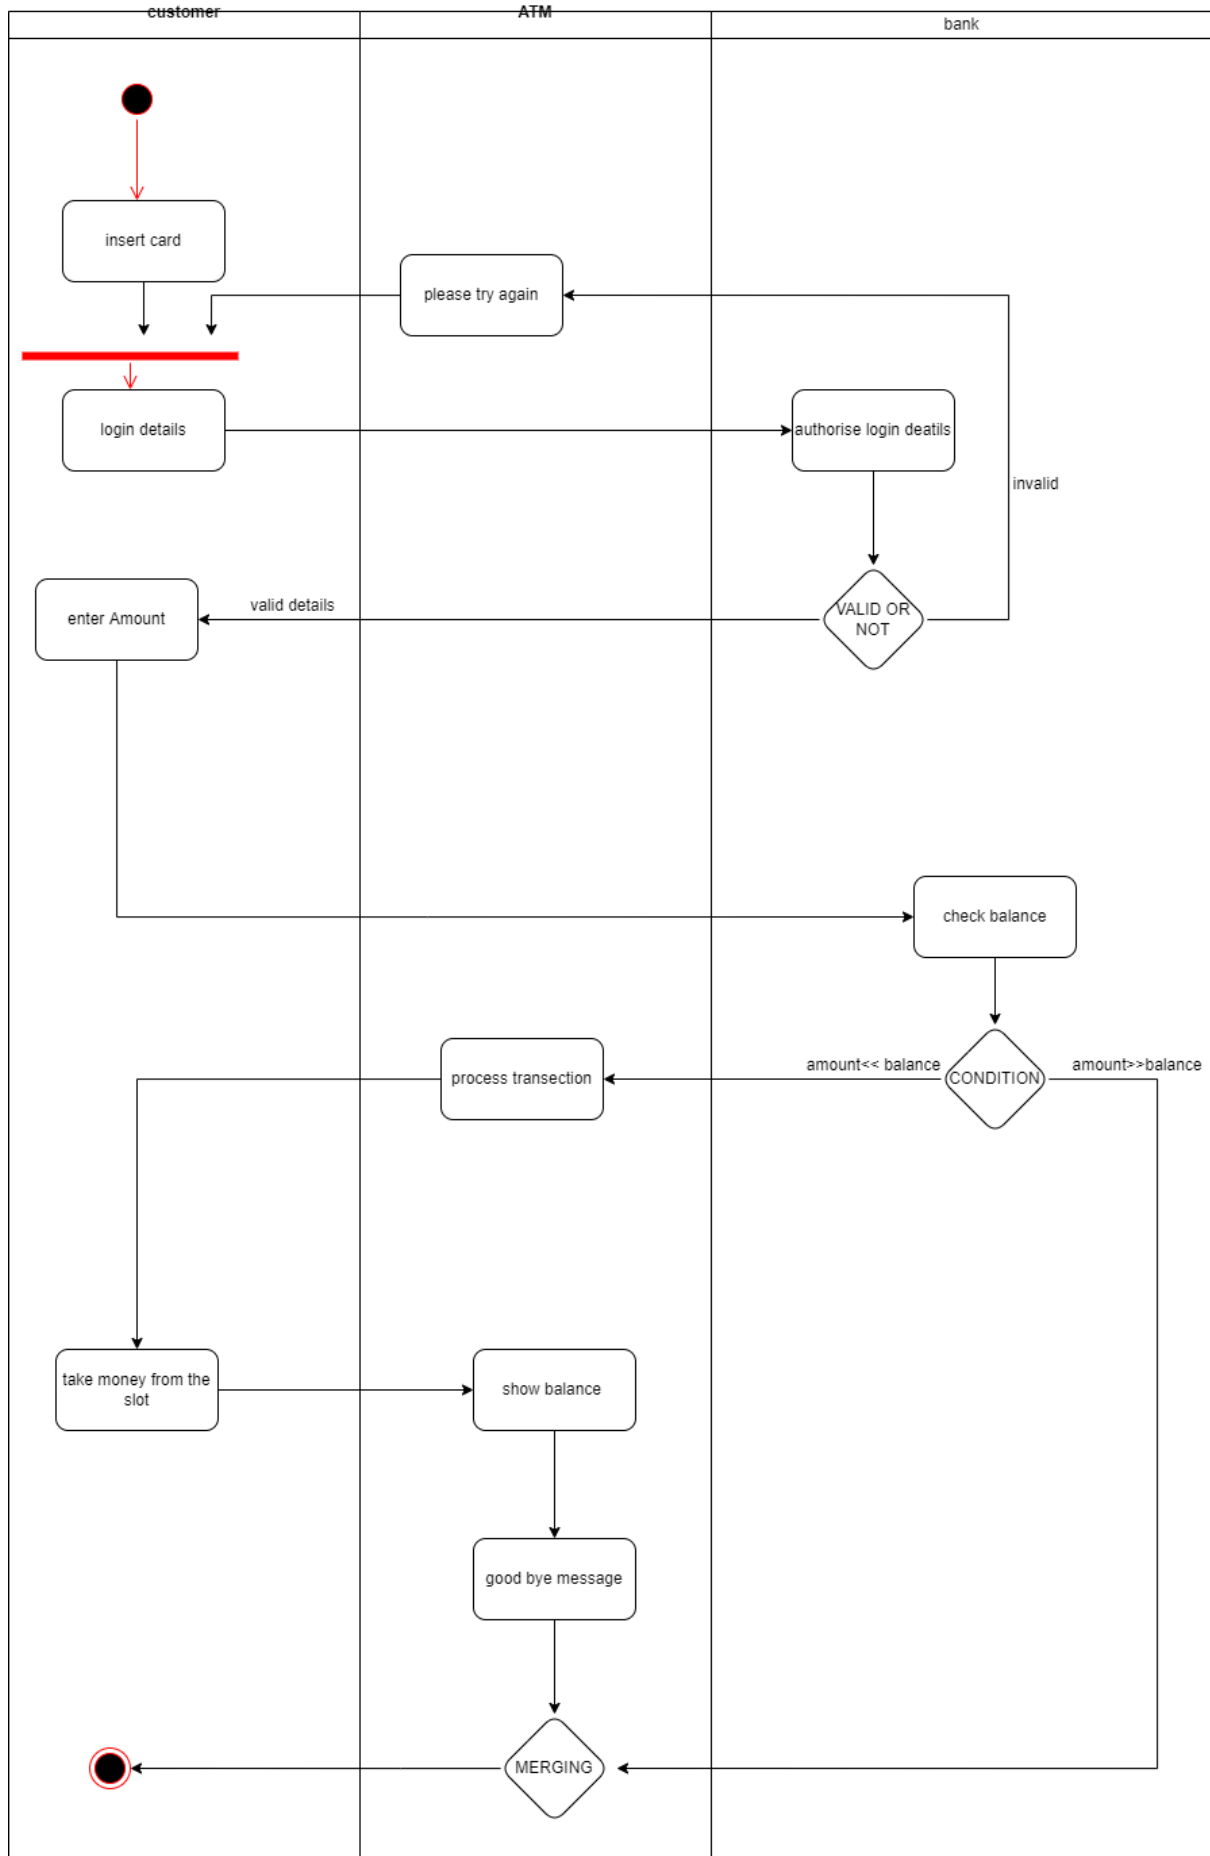 customer
ATM
bank
insert card
please try again
login details
authorise login deatils
invalid
enter Amount
valid details
VALID OR
NOT
check balance
process transection
amount<< balance
CONDITION
amount>>balance
take money from the
slot
show balance
good bye message
MERGING